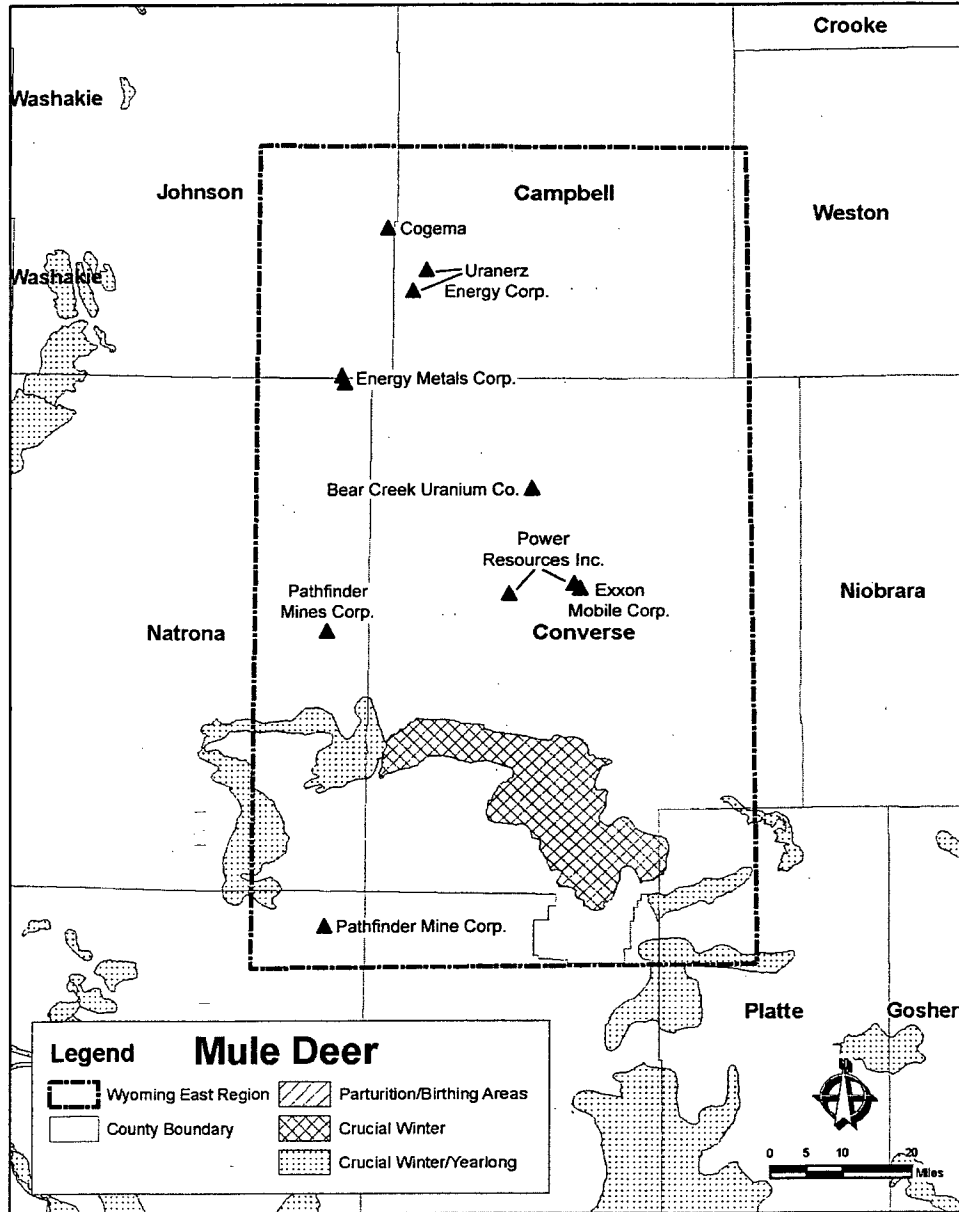 Crooke
Washakie
Johnson
Campbell
Weston
Cogema
Washakie
Uranerz
Energy Corp.
Energy Metals Corp.
Bear Creek Uranium Co.
Power
Resources Inc.
Pathfinder
Mines Corp.
Exxon
Mobile Corp.
Niobrara
Natrona
Converse
Pathfinder Mine Corp.
Platte
Gosher
Legend
Mule Deer
Wyoming East Region
Parturition/Birthing Areas
County Boundary
Crucial Winter
Crucial Winter/Yearlong
0 5 10 20
Miles